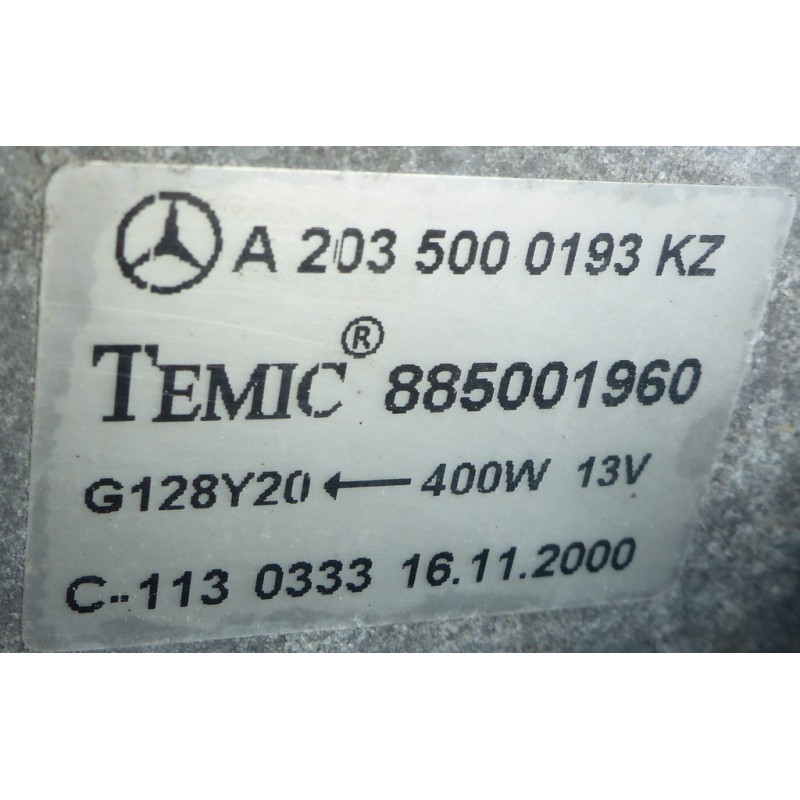 A 203 500 0193 KZ
TEMIC® 885001960
G128Y20 ← 400W 13V
C--113 0333 16.11.2000